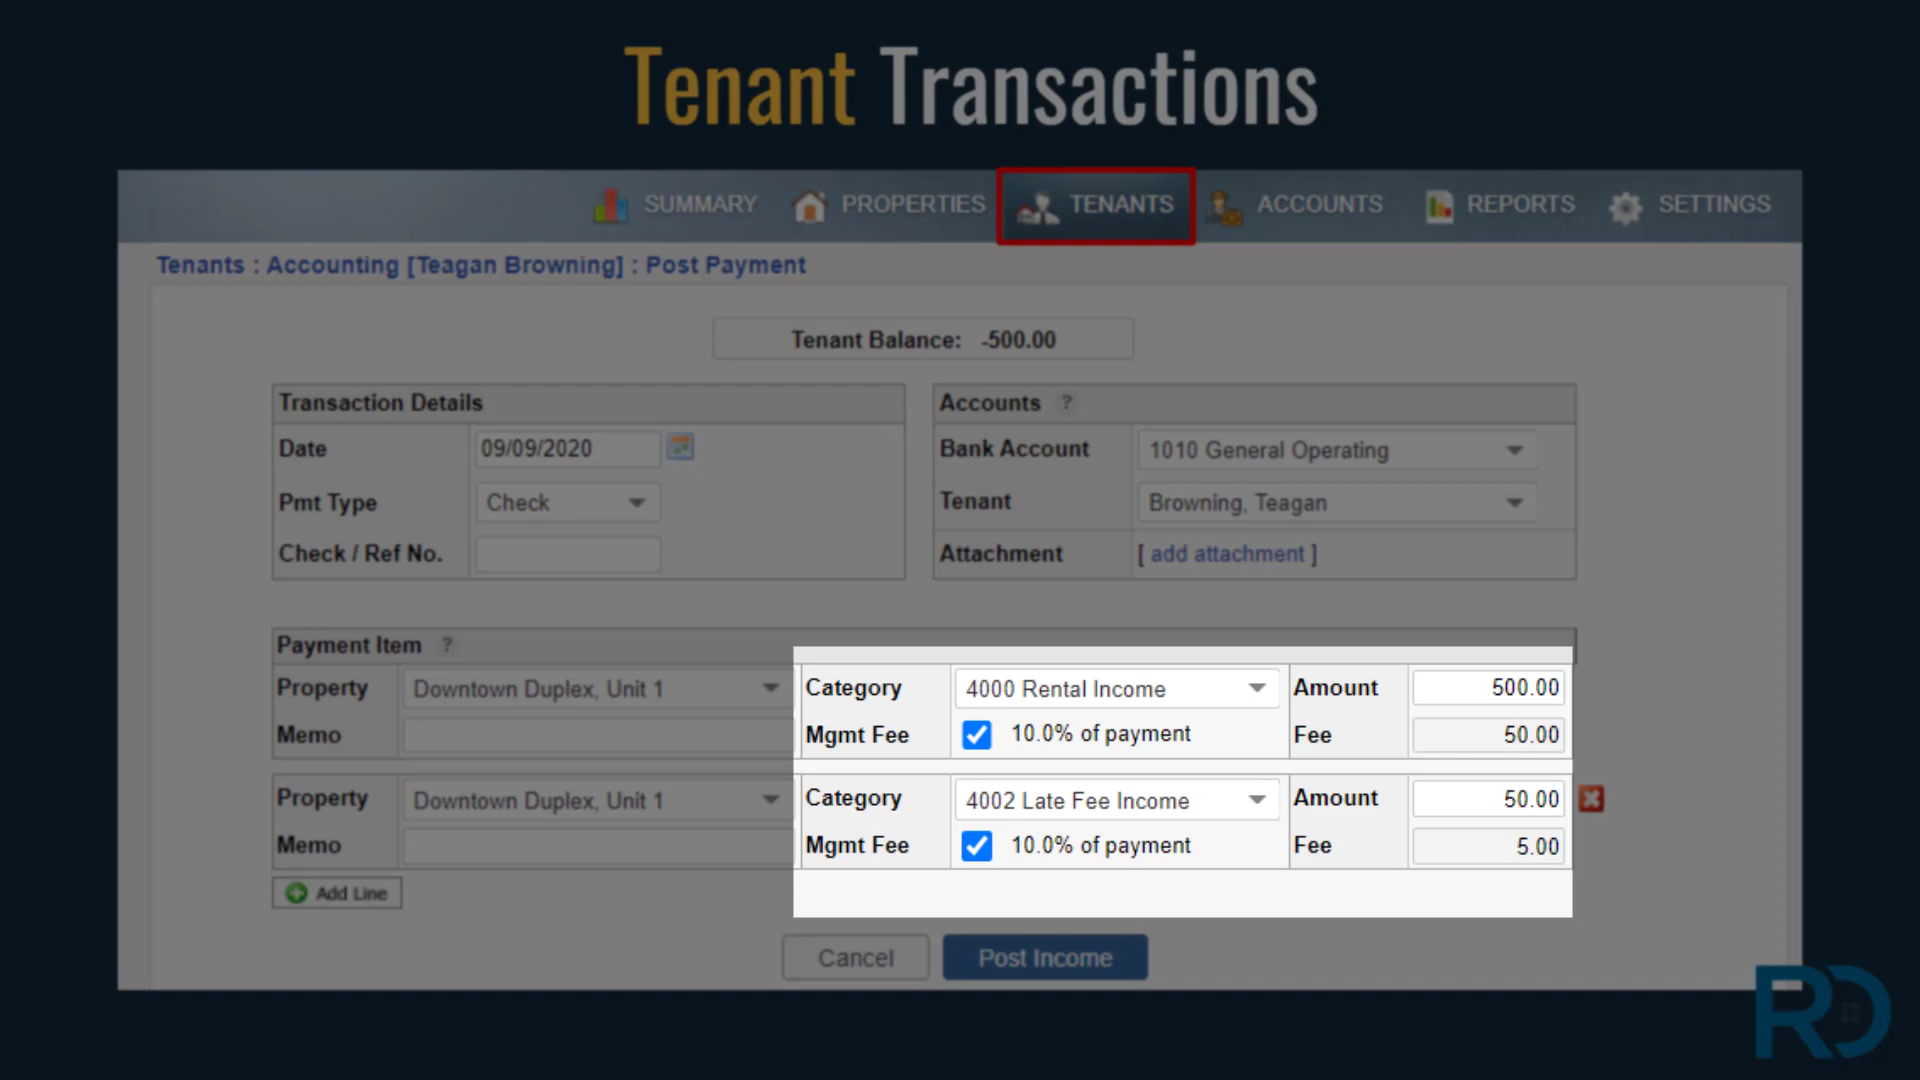 Tenant Transactions
SUMMARY PROPERTIES TENANTS ACCOUNTS REPORTS SETTINGS
Tenants : Accounting [Teagan Browning] : Post Payment
Tenant Balance: -500.00
Transaction Details
Date 09/09/2020
Pmt Type Check
Check / Ref No.
Accounts ?
Bank Account 1010 General Operating
Tenant Browning, Teagan
Attachment [ add attachment ]
Payment Item ?
Property Downtown Duplex, Unit 1 Category 4000 Rental Income Amount 500.00
Memo Mgmt Fee 10.0% of payment Fee 50.00
Property Downtown Duplex, Unit 1 Category 4002 Late Fee Income Amount 50.00
Memo Mgmt Fee 10.0% of payment Fee 5.00
Add Line
Cancel Post Income
RD